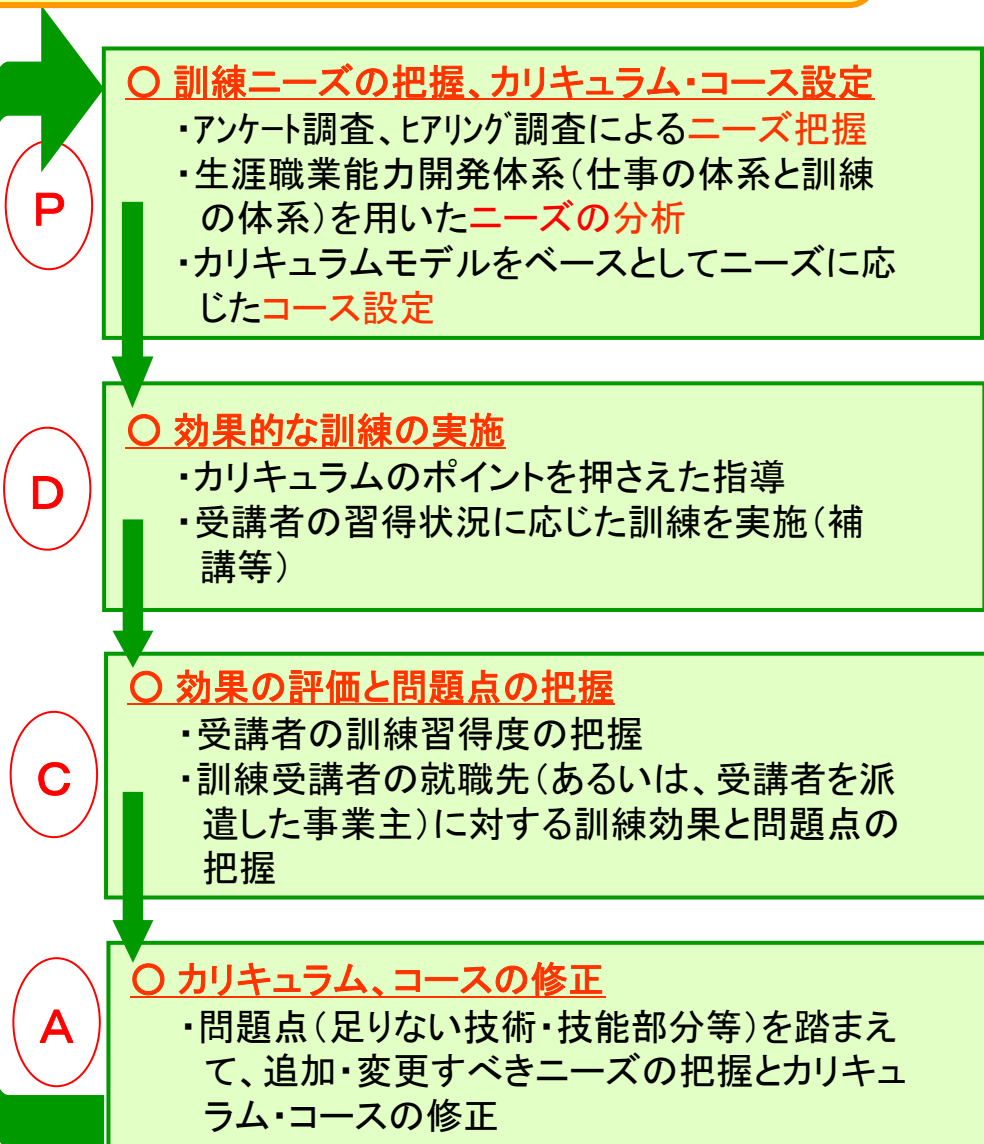 P
○ 訓練ニーズの把握、カリキュラム・コース設定
・ｱﾝｹｰﾄ調査、ﾋｱﾘﾝｸﾞ調査によるニーズ把握
・生涯職業能力開発体系(仕事の体系と訓練
の体系)を用いたニーズの分析
・カリキュラムモデルをベースとしてニーズに応
じたコース設定
D
○ 効果的な訓練の実施
・カリキュラムのポイントを押さえた指導
・受講者の習得状況に応じた訓練を実施(補
講等)
C
○ 効果の評価と問題点の把握
・受講者の訓練習得度の把握
・訓練受講者の就職先(あるいは、受講者を派
遣した事業主)に対する訓練効果と問題点の
把握
A
○ カリキュラム、コースの修正
・問題点(足りない技術・技能部分等)を踏まえ
て、追加・変更すべきニーズの把握とカリキュ
ラム・コースの修正